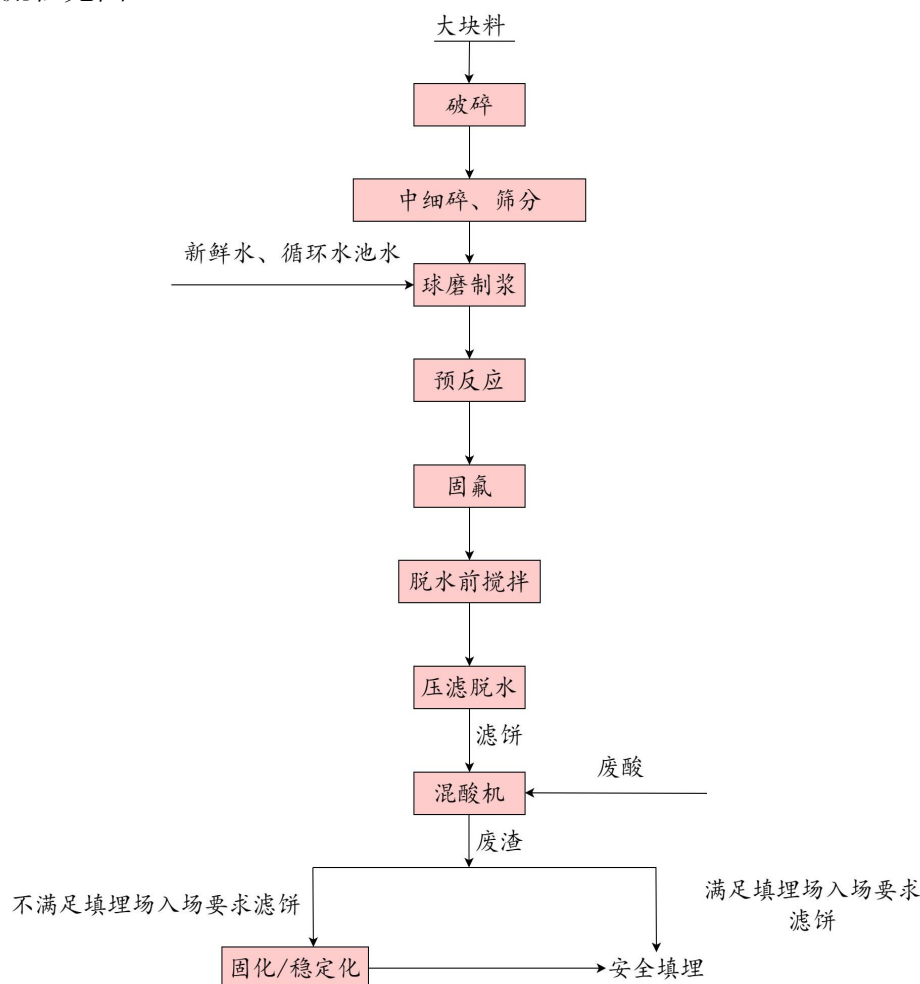 大块料
破碎
中细碎、筛分
新鲜水、循环水池水
球磨制浆
预反应
固氟
脱水前搅拌
压滤脱水
滤饼
废酸
混酸机
废渣
不满足填埋场入场要求滤饼
满足填埋场入场要求
滤饼
固化/稳定化
安全填埋